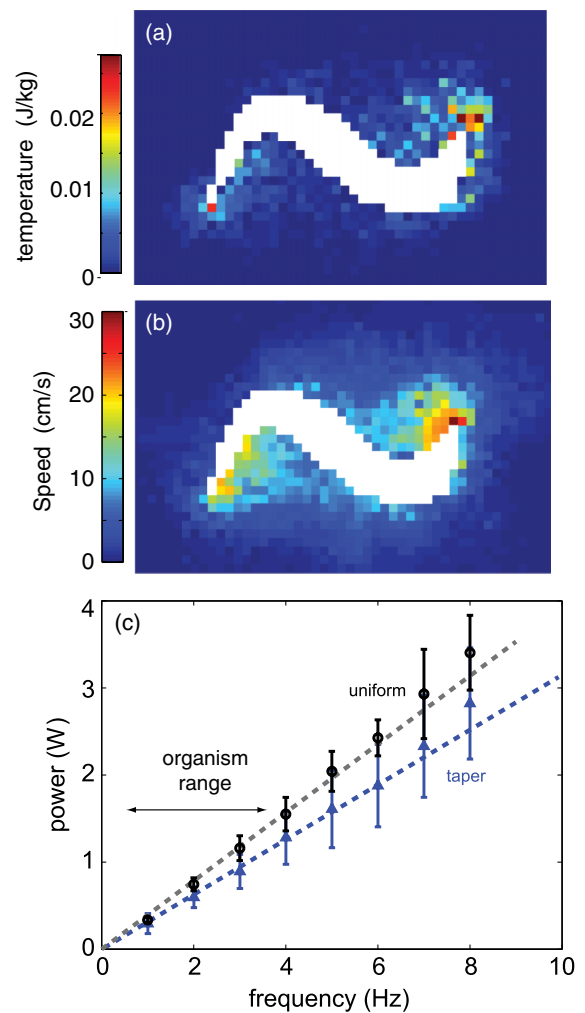 (a)
temperature (J/kg)
0.02
0.01
0
(b)
Speed (cm/s)
30
20
10
0
(c)
power (W)
4
3
2
1
0
uniform
organism
range
taper
0 2 4 6 8 10
frequency (Hz)